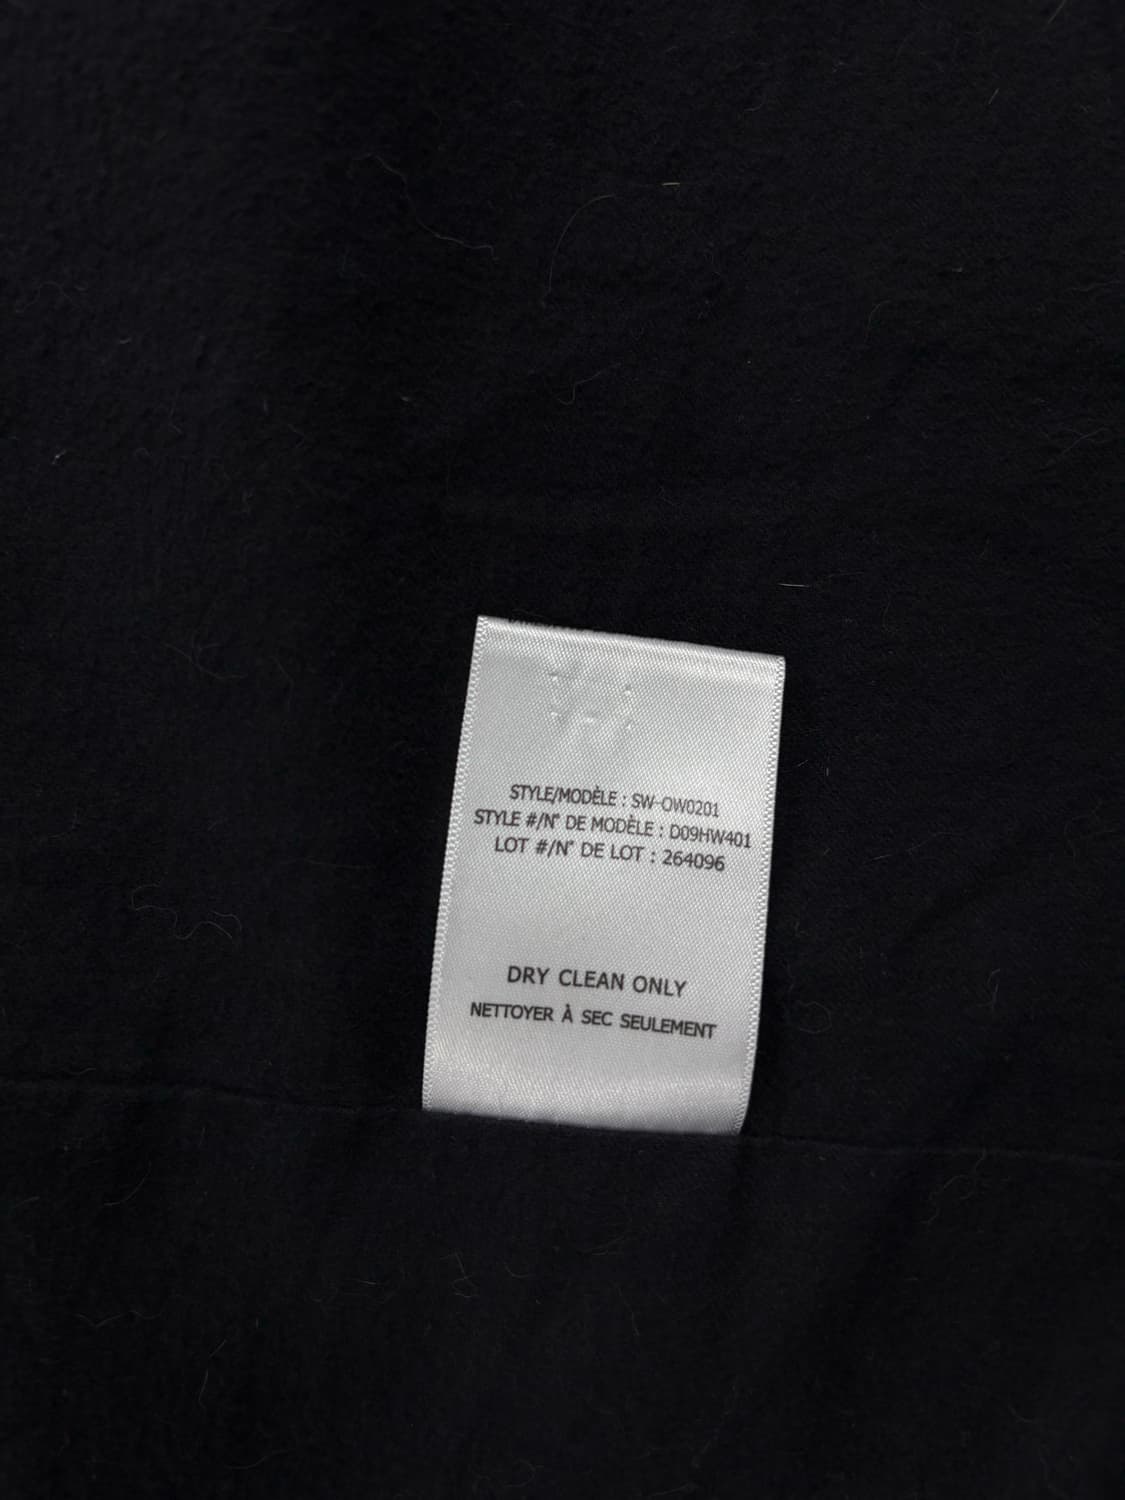 STYLE/MODÈLE : SW-OW0201
STYLE #/N° DE MODÈLE : D09HW401
LOT #/N° DE LOT : 264096
DRY CLEAN ONLY
NETTOYER À SEC SEULEMENT